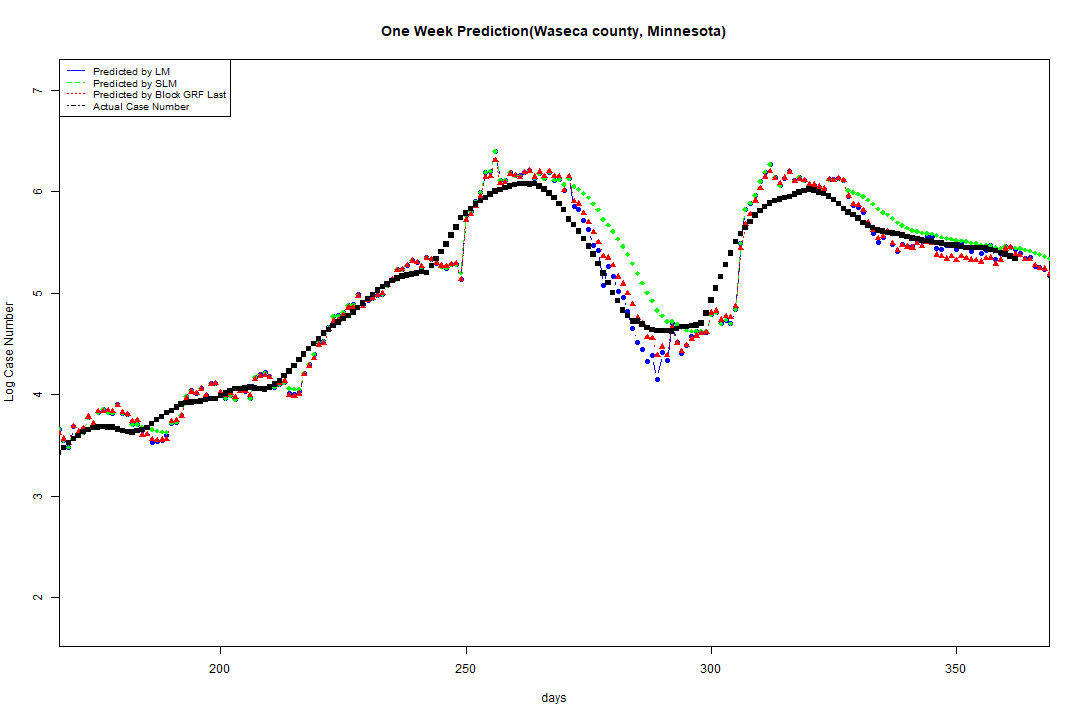 One Week Prediction(Waseca county, Minnesota)
Predicted by LM
Predicted by SLM
Predicted by Block GRF Last
Actual Case Number
7
6
5
4
3
2
Log Case Number
200 250 300 350
days